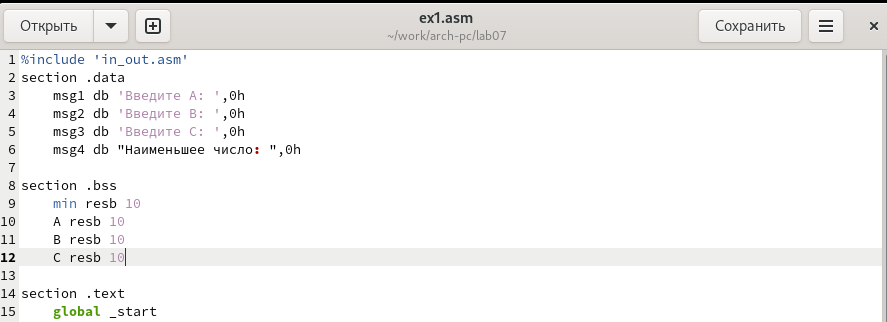 Открыть
ex1.asm
~/work/arch-pc/lab07
Сохранить
1 %include 'in_out.asm'
2 section .data
3     msg1 db 'Введите A: ',0h
4     msg2 db 'Введите B: ',0h
5     msg3 db 'Введите C: ',0h
6     msg4 db "Наименьшее число: ",0h
7
8 section .bss
9     min resb 10
10     A resb 10
11     B resb 10
12     C resb 10
13
14 section .text
15     global _start